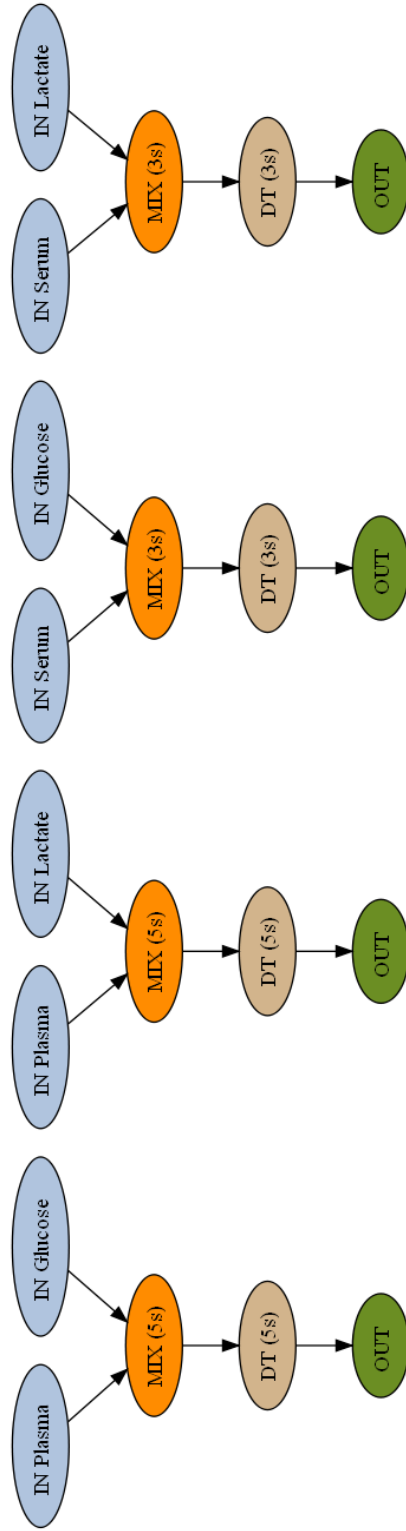 IN Plasma
IN Glucose
IN Plasma
IN Lactate
IN Serum
IN Glucose
IN Serum
IN Lactate
MIX (5s)
MIX (5s)
MIX (3s)
MIX (3s)
DT (5s)
DT (5s)
DT (3s)
DT (3s)
OUT
OUT
OUT
OUT